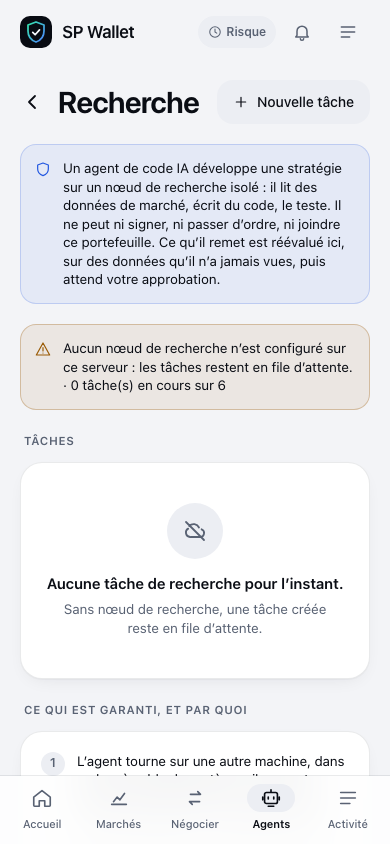 SP Wallet
Risque
Recherche
Nouvelle tâche
Un agent de code IA développe une stratégie
sur un nœud de recherche isolé : il lit des
données de marché, écrit du code, le teste. Il
ne peut ni signer, ni passer d’ordre, ni joindre
ce portefeuille. Ce qu’il remet est réévalué ici,
sur des données qu’il n’a jamais vues, puis
attend votre approbation.
Aucun nœud de recherche n’est configuré sur
ce serveur : les tâches restent en file d’attente.
· 0 tâche(s) en cours sur 6
TÂCHES
Aucune tâche de recherche pour l’instant.
Sans nœud de recherche, une tâche créée
reste en file d’attente.
CE QUI EST GARANTI, ET PAR QUOI
1
L’agent tourne sur une autre machine, dans
Accueil
Marchés
Négocier
Agents
Activité